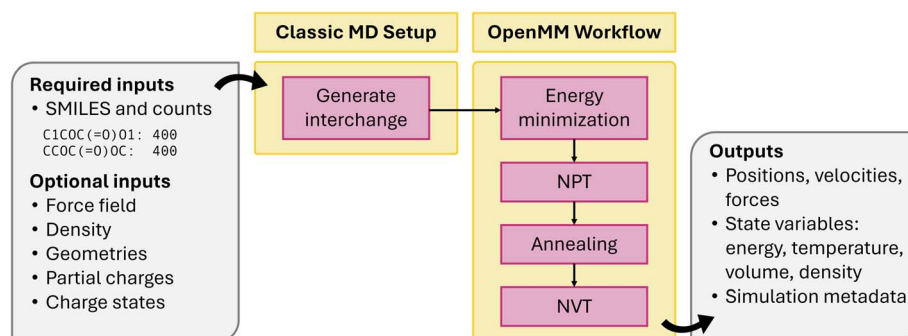 Classic MD Setup
OpenMM Workflow
Required inputs
• SMILES and counts
C1COC(=O)O1: 400
CCOC(=O)OC: 400
Optional inputs
• Force field
• Density
• Geometries
• Partial charges
• Charge states
Generate
interchange
Energy
minimization
NPT
Annealing
NVT
Outputs
• Positions, velocities,
forces
• State variables:
energy, temperature,
volume, density
• Simulation metadata